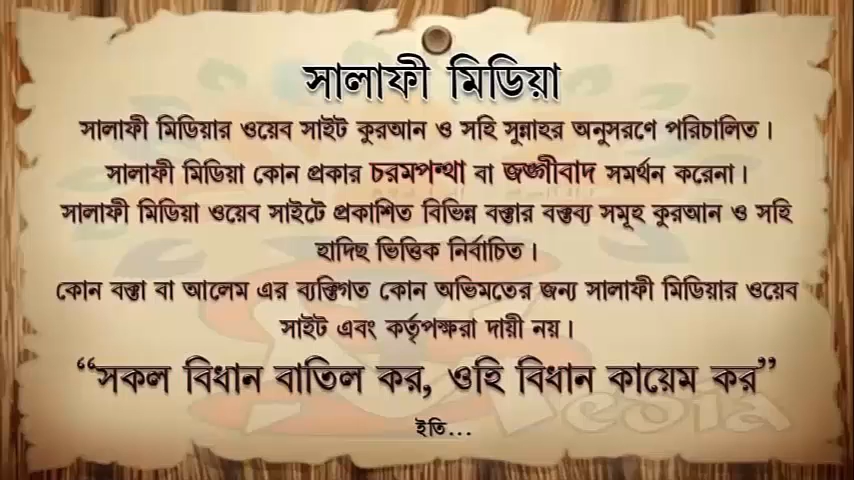 সালাফী মিডিয়া
সালাফী মিডিয়ার ওয়েব সাইট কুরআন ও সহি সুন্নাহর অনুসরণে পরিচালিত।
সালাফী মিডিয়া কোন প্রকার চরমপন্থা বা জঙ্গীবাদ সমর্থন করেনা।
সালাফী মিডিয়া ওয়েব সাইটে প্রকাশিত বিভিন্ন বক্তার বক্তব্য সমূহ কুরআন ও সহি
হাদিছ ভিত্তিক নির্বাচিত।
কোন বক্তা বা আলেম এর ব্যক্তিগত কোন অভিমতের জন্য সালাফী মিডিয়ার ওয়েব
সাইট এবং কর্তৃপক্ষরা দায়ী নয়।
“সকল বিধান বাতিল কর, ওহি বিধান কায়েম কর”
Media
ইতি...